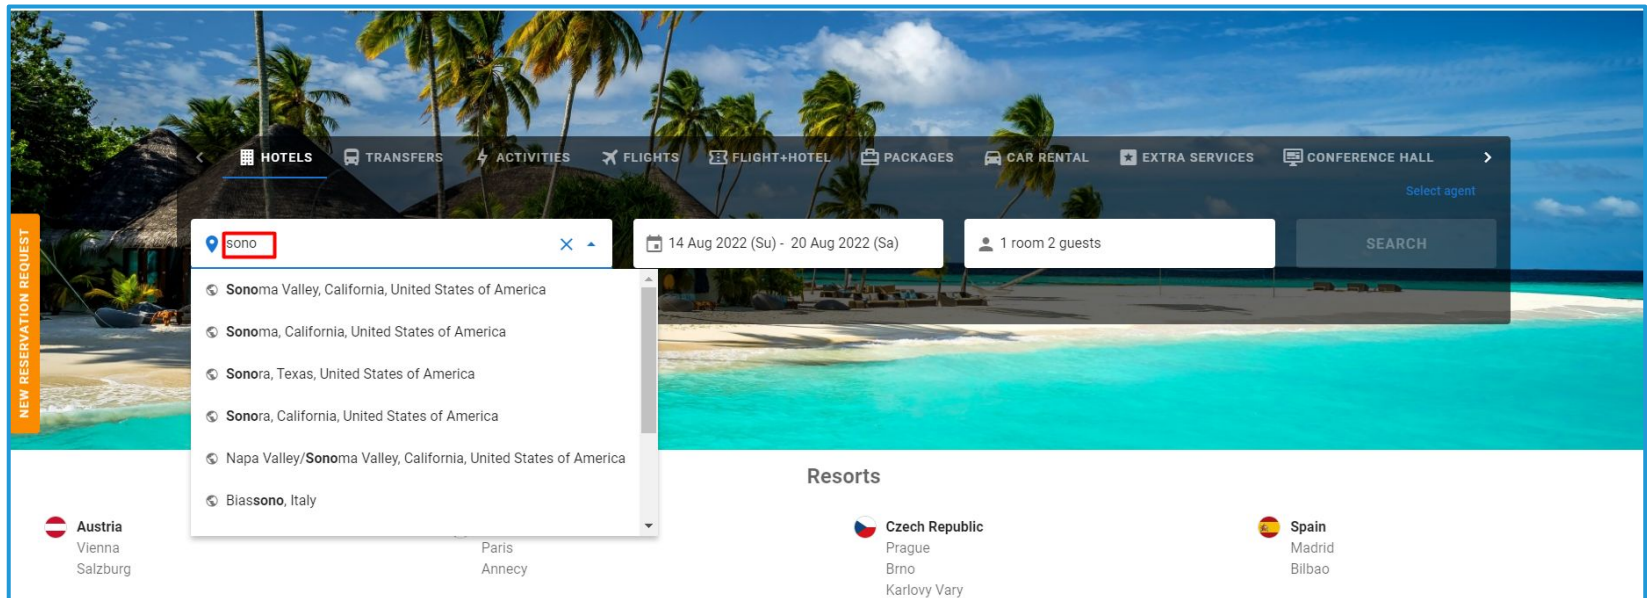 HOTELS TRANSFERS ACTIVITIES FLIGHTS FLIGHT+HOTEL PACKAGES CAR RENTAL EXTRA SERVICES CONFERENCE HALL
Select agent
NEW RESERVATION REQUEST
sono 14 Aug 2022 (Su) - 20 Aug 2022 (Sa) 1 room 2 guests SEARCH
Sonoma Valley, California, United States of America
Sonoma, California, United States of America
Sonora, Texas, United States of America
Sonora, California, United States of America
Napa Valley/Sonoma Valley, California, United States of America
Biassono, Italy
Resorts
Austria
Vienna
Salzburg
Paris
Annecy
Czech Republic
Prague
Brno
Karlovy Vary
Spain
Madrid
Bilbao